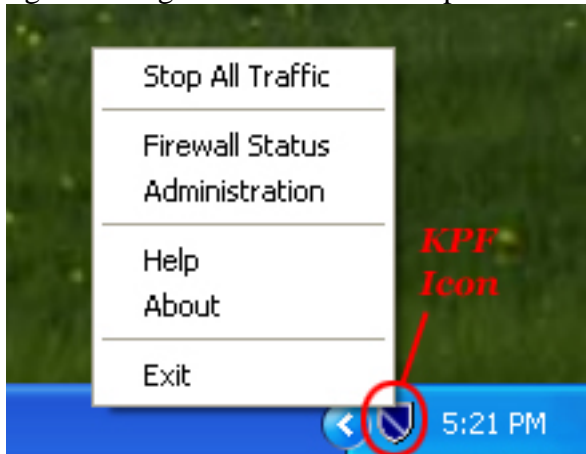 Stop All Traffic
Firewall Status
Administration
Help
About
Exit
KPF
Icon
5:21 PM